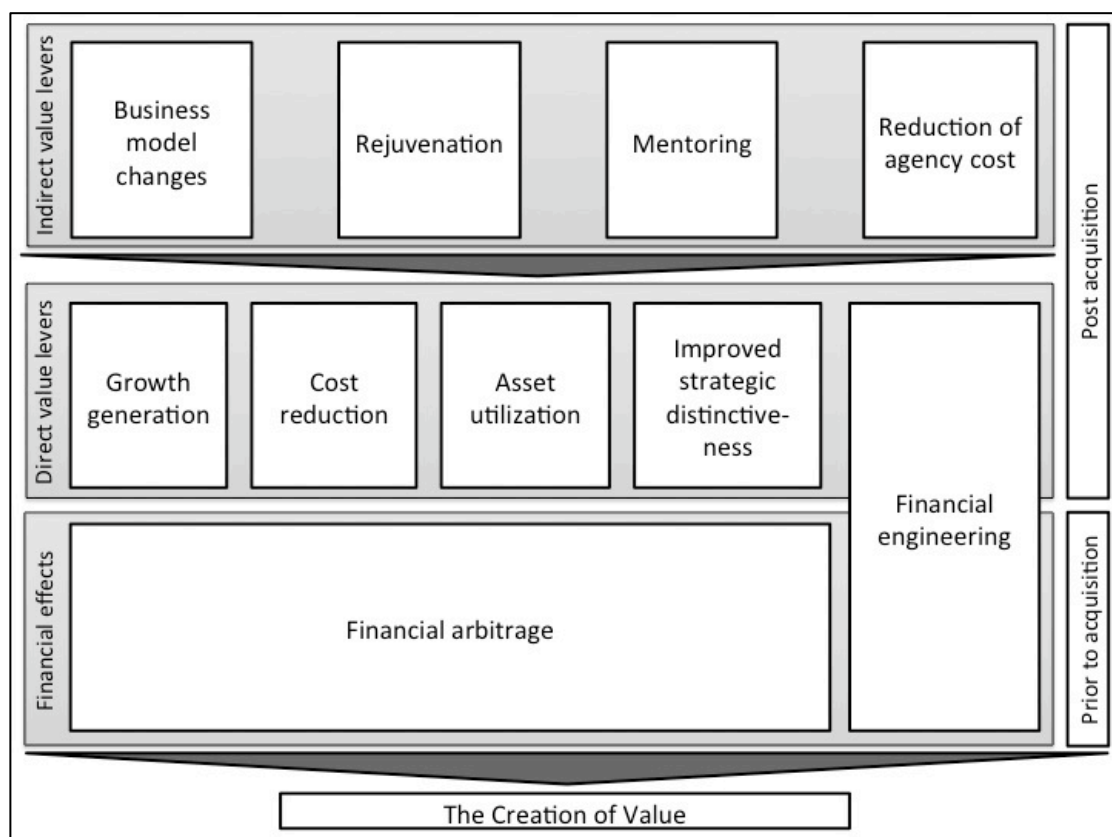 Indirect value levers
Business
model
changes
Rejuvenation
Mentoring
Reduction of
agency cost
Post acquisition
Direct value levers
Growth
generation
Cost
reduction
Asset
utilization
Improved
strategic
distinctive-
ness
Financial
engineering
Financial effects
Financial arbitrage
Prior to acquisition
The Creation of Value